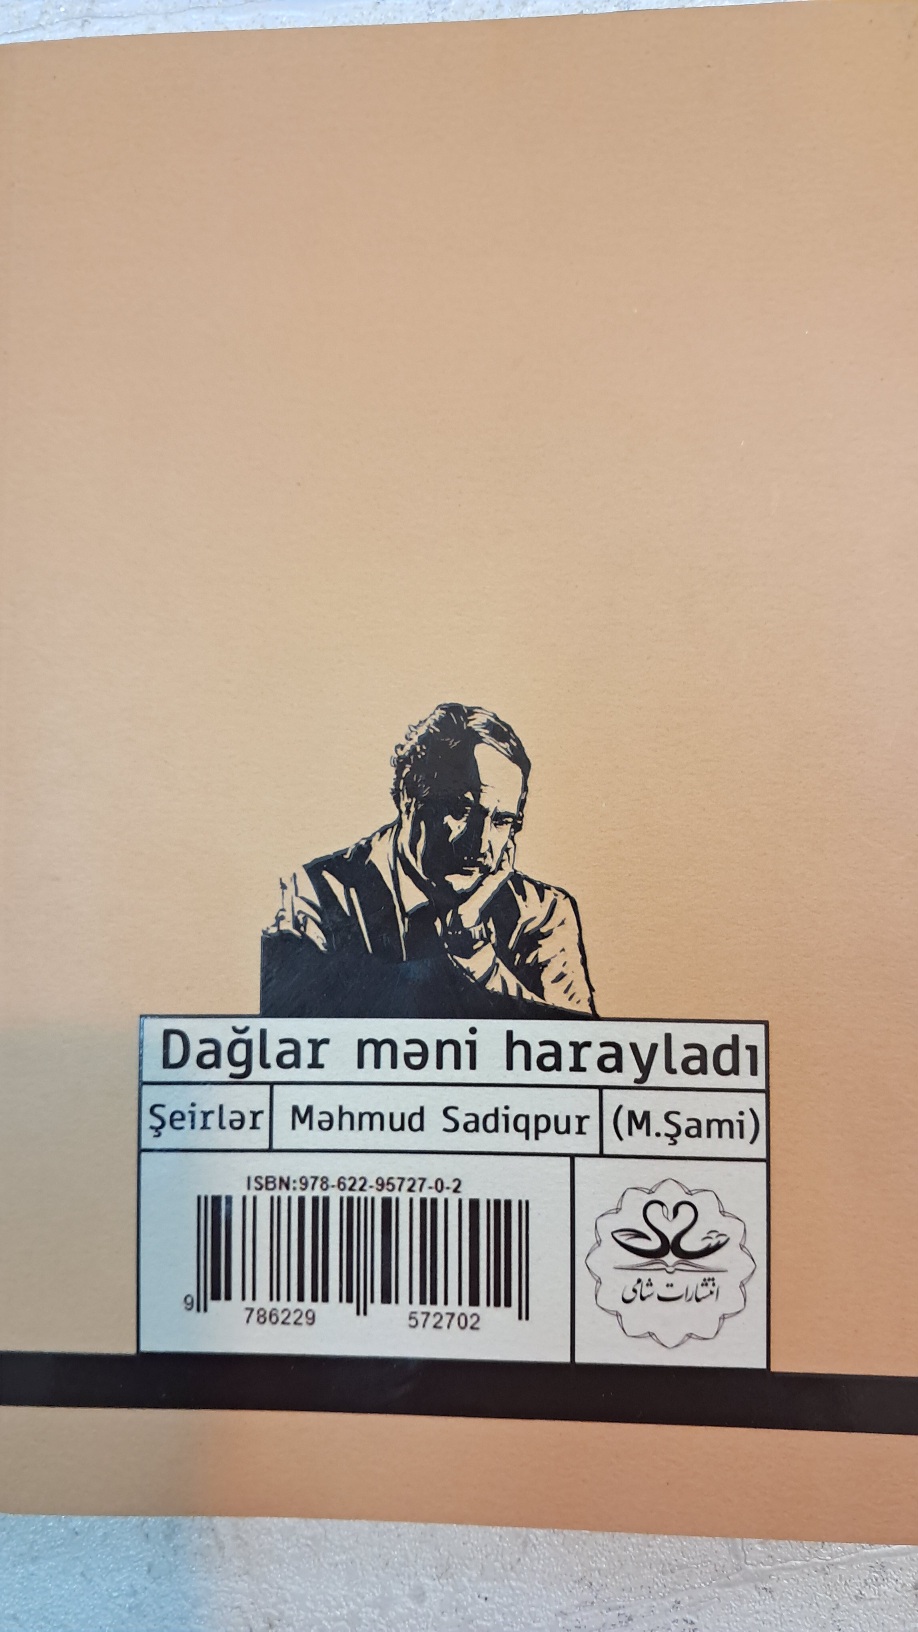 Dağlar məni harayladı
Şeirlər Məhmud Sadiqpur (M.Şami)
ISBN:978-622-95727-0-2
9 786229 572702
انتشارات شامی